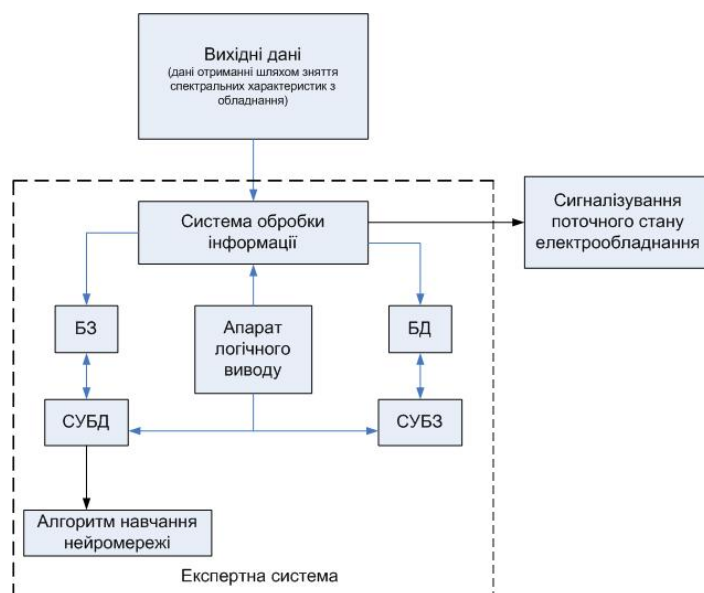 Вихідні дані
(дані отриманні шляхом зняття
спектральних характеристик з
обладнання)
Система обробки
інформації
Сигналізування
поточного стану
електрообладнання
БЗ
Апарат
логічного
виводу
БД
СУБД
СУБЗ
Алгоритм навчання
нейромережі
Експертна система